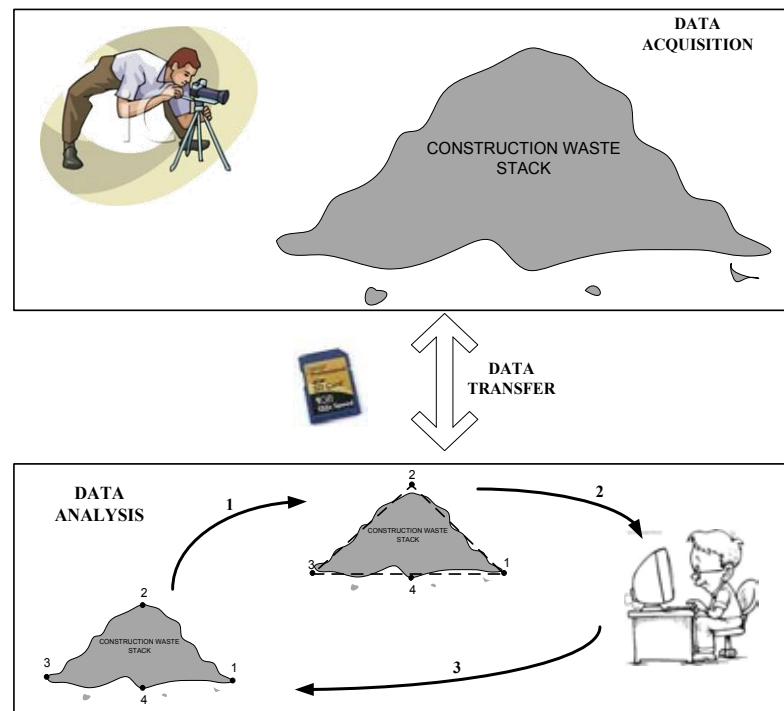 DATA
ACQUISITION
CONSTRUCTION WASTE
STACK
DATA
TRANSFER
DATA
ANALYSIS
1
2
CONSTRUCTION WASTE
STACK
3
1
4
2
2
CONSTRUCTION WASTE
STACK
3
1
4
3